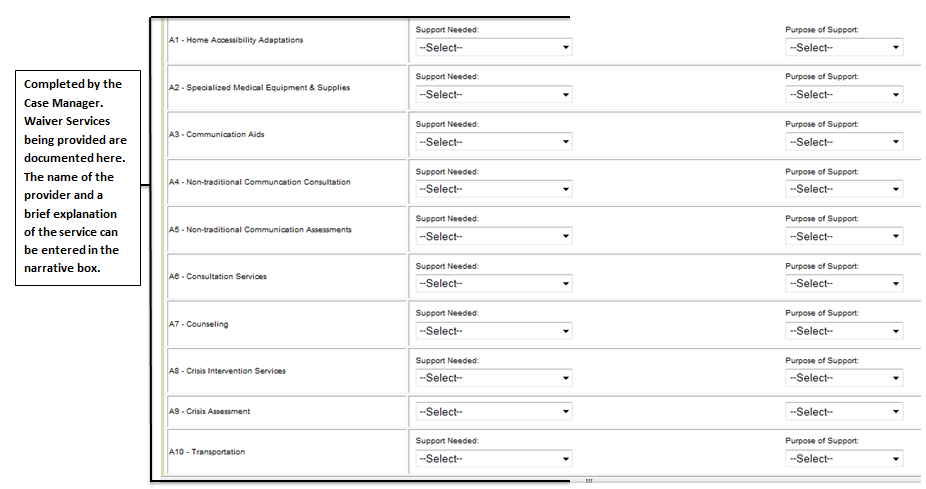 Completed by the
Case Manager.
Waiver Services
being provided are
documented here.
The name of the
provider and a
brief explanation
of the service can
be entered in the
narrative box.
Support Needed: Purpose of Support:
A1 - Home Accessibility Adaptations --Select-- --Select--
Support Needed: Purpose of Support:
A2 - Specialized Medical Equipment & Supplies --Select-- --Select--
Support Needed: Purpose of Support:
A3 - Communication Aids --Select-- --Select--
Support Needed: Purpose of Support:
A4 - Non-traditional Communcation Consultation --Select-- --Select--
Support Needed: Purpose of Support:
A5 - Non-traditional Communication Assessments --Select-- --Select--
Support Needed: Purpose of Support:
A6 - Consultation Services --Select-- --Select--
Support Needed: Purpose of Support:
A7 - Counseling --Select-- --Select--
Support Needed: Purpose of Support:
A8 - Crisis Intervention Services --Select-- --Select--
A9 - Crisis Assessment --Select-- --Select--
Support Needed: Purpose of Support:
A10 - Transportation --Select-- --Select--